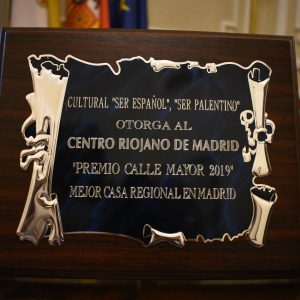 CULTURAL "SER ESPAÑOL", "SER PALENTINO"
OTORGA AL
CENTRO RIOJANO DE MADRID
"PREMIO CALLE MAYOR 2019"
MEJOR CASA REGIONAL EN MADRID